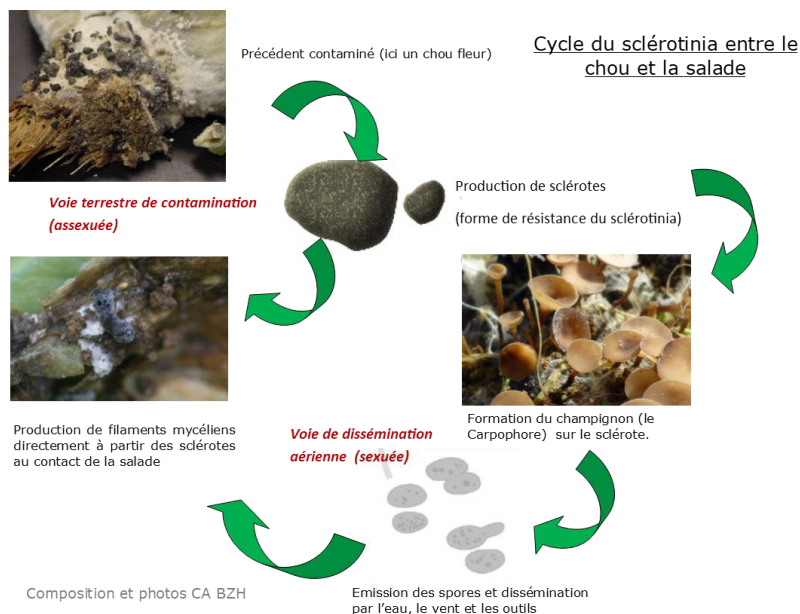 Précédent contaminé (ici un chou fleur)
Cycle du sclérotinia entre le
chou et la salade
Production de sclérotes
(forme de résistance du sclérotinia)
Voie terrestre de contamination
(assexuée)
Formation du champignon (le
Carpophore) sur le sclérote.
Production de filaments mycéliens
directement à partir des sclérotes
au contact de la salade
Voie de dissémination
aérienne (sexuée)
Emission des spores et dissémination
par l’eau, le vent et les outils
Composition et photos CA BZH